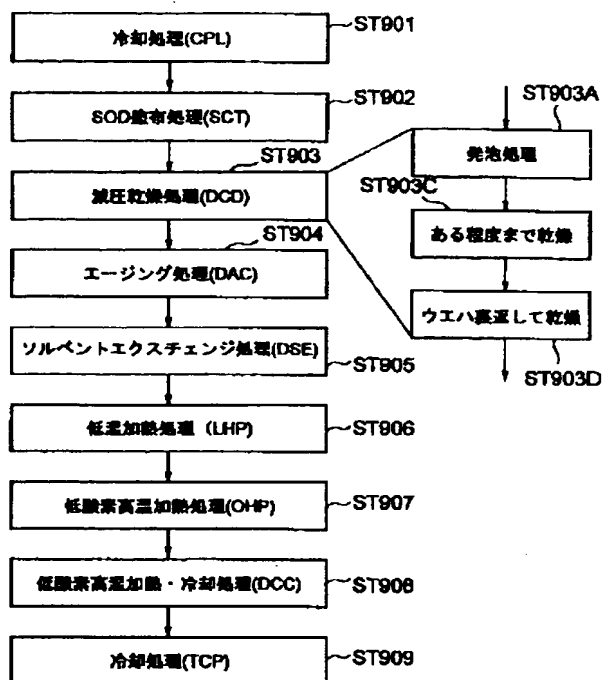 冷却処理(CPL)
ST901
SOD塗布処理(SCT)
ST902
減圧乾燥処理(DCD)
ST903
エージング処理(DAC)
ST904
ソルベントエクスチェンジ処理(DSE)
ST905
低温加熱処理 (LHP)
ST906
低酸素高温加熱処理(OHP)
ST907
低酸素高温加熱・冷却処理(DCC)
ST908
冷却処理(TCP)
ST909
ST903A
発泡処理
ST903C
ある程度まで乾燥
ウエハ裏返して乾燥
ST903D